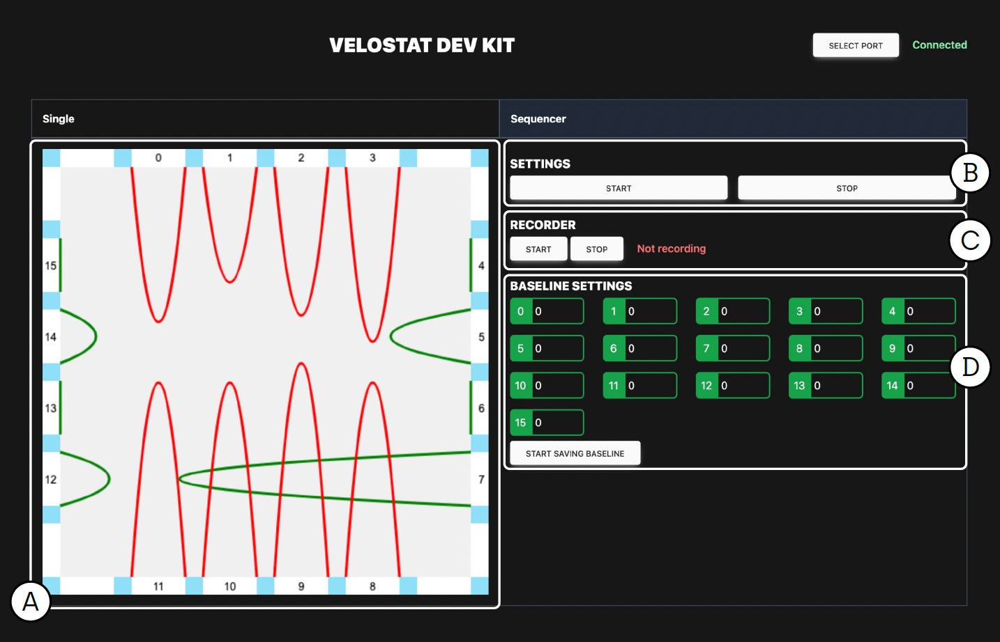 VELOSTAT DEV KIT
SELECT PORT Connected
Single Sequencer
0 1 2 3
15 4
14 5
13 6
12 7
11 10 9 8
A
SETTINGS
START STOP
B
RECORDER
START STOP Not recording
C
BASELINE SETTINGS
0 0 1 0 2 0 3 0 4 0
5 0 6 0 7 0 8 0 9 0
D
10 0 11 0 12 0 13 0 14 0
15 0
START SAVING BASELINE